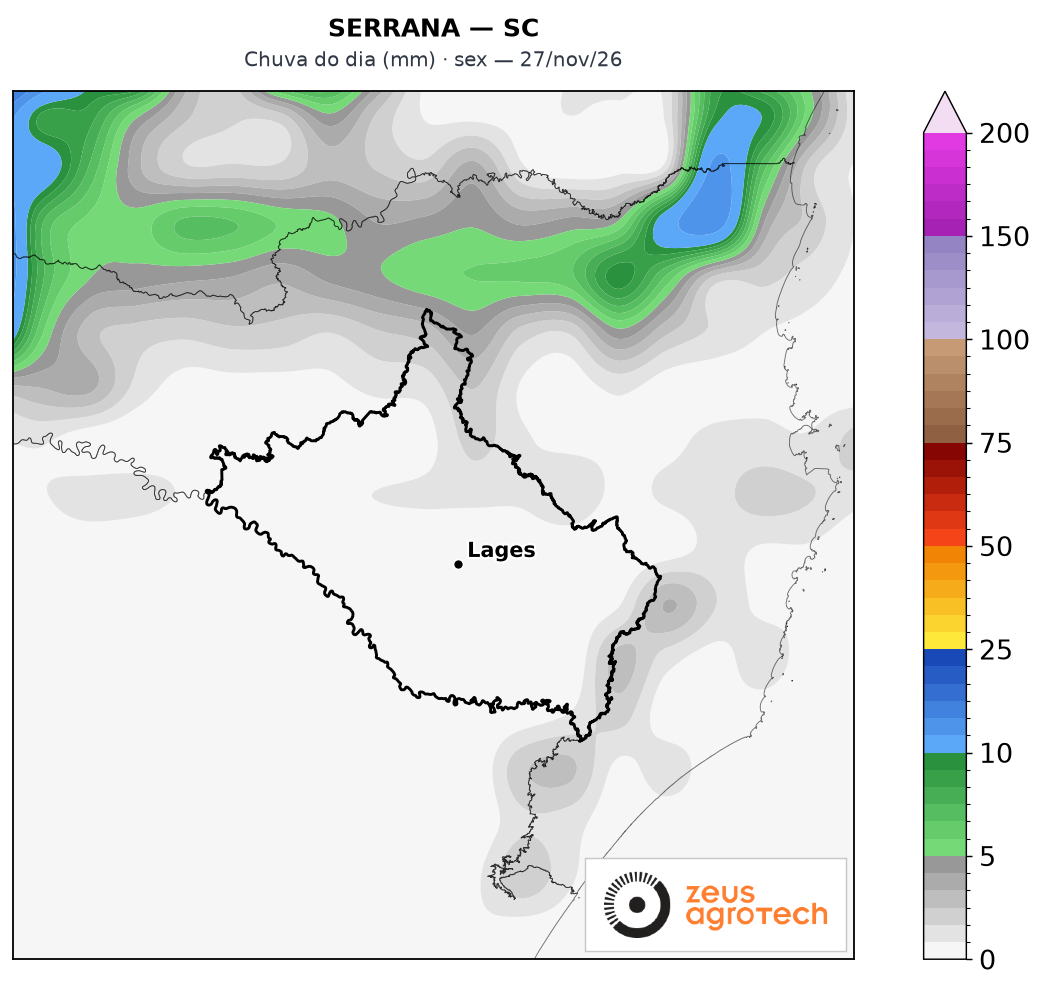 SERRANA — SC
Chuva do dia (mm) · sex — 27/nov/26
200
150
100
75
50
25
10
5
0
Lages
zeus
agrotech